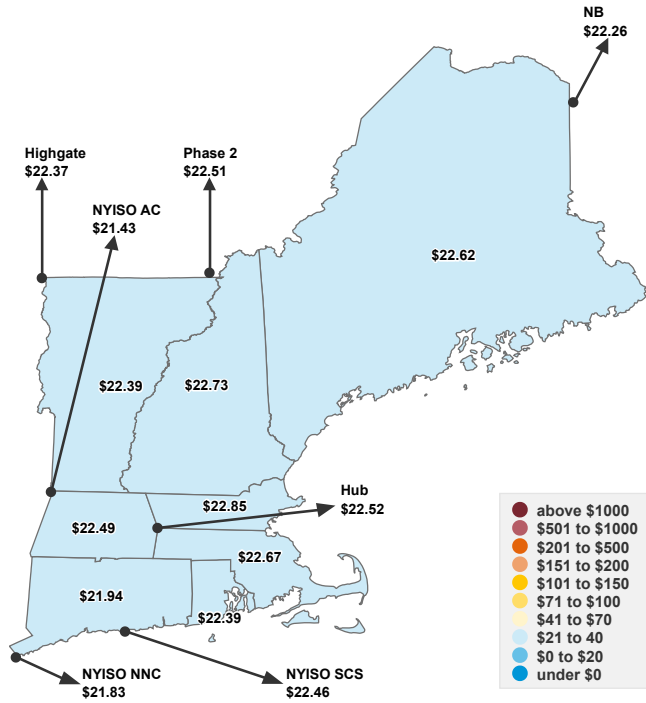 NB
$22.26
Highgate
$22.37
Phase 2
$22.51
NYISO AC
$21.43
$22.62
$22.39
$22.73
Hub
$22.52
$22.85
$22.49
$22.67
$21.94
$22.39
NYISO NNC
$21.83
NYISO SCS
$22.46
above $1000
$501 to $1000
$201 to $500
$151 to $200
$101 to $150
$71 to $100
$41 to $70
$21 to 40
$0 to $20
under $0